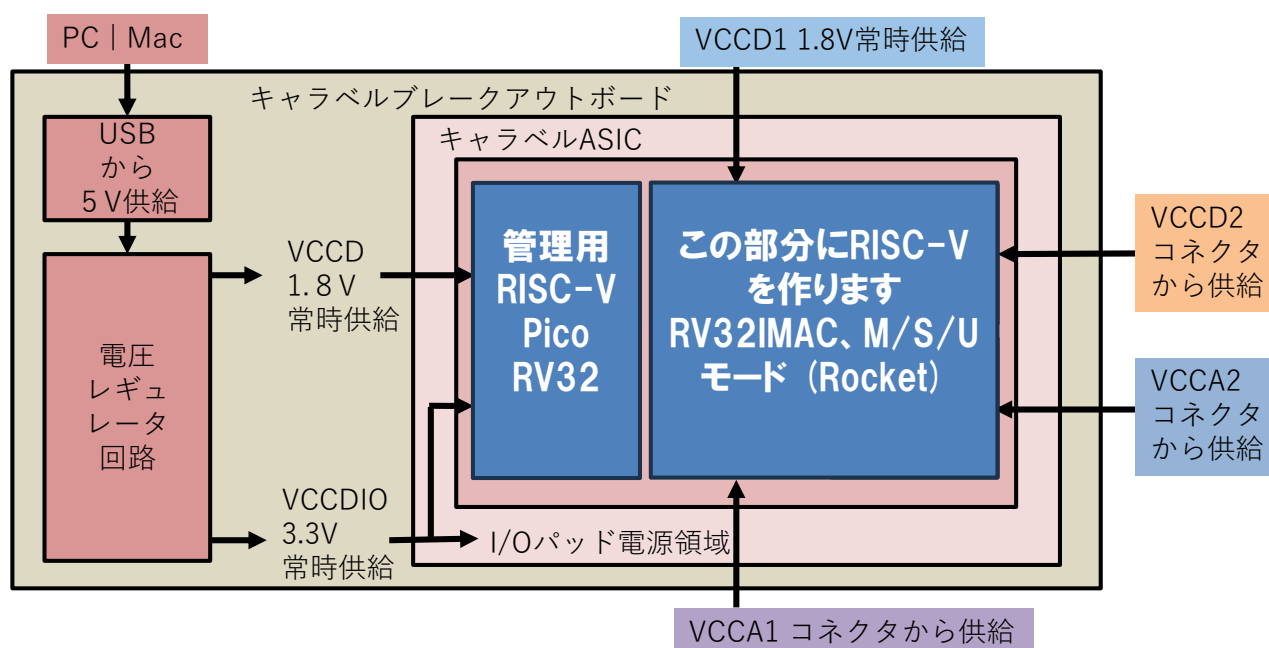 PC | Mac
VCCD1 1.8V常時供給
キャラベルブレークアウトボード
キャラベルASIC
USB
から
5V供給
VCCD
1.8V
常時供給
管理用
RISC-V
Pico
RV32
この部分にRISC-V
を作ります
RV32IMAC、M/S/U
モード (Rocket)
VCCD2
コネクタ
から供給
電圧
レギュ
レータ
回路
VCCA2
コネクタ
から供給
VCCDIO
3.3V
常時供給
I/Oパッド電源領域
VCCA1 コネクタから供給